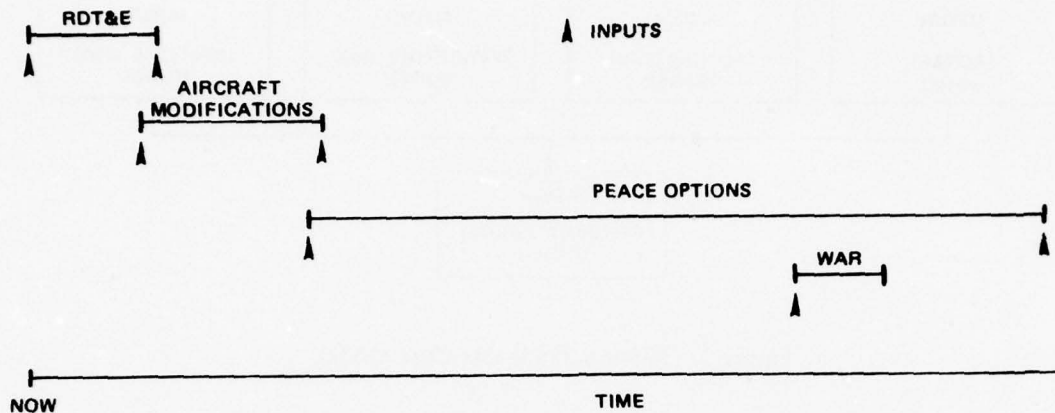 RDT&E
INPUTS
AIRCRAFT
MODIFICATIONS
PEACE OPTIONS
WAR
NOW
TIME